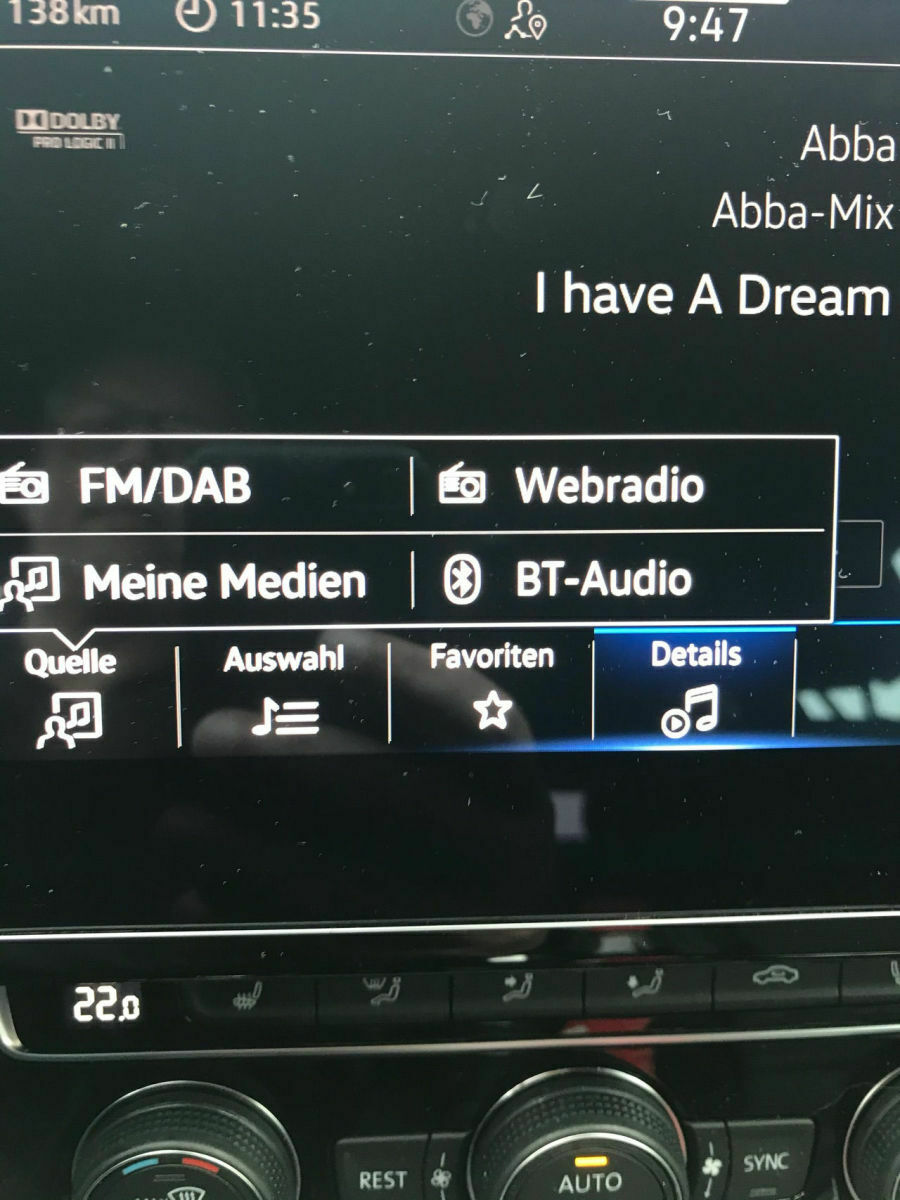 138km 11:35 9:47
DOLBY
PRO LOGIC II
Abba
Abba-Mix
I have A Dream
FM/DAB Webradio
Meine Medien BT-Audio
Quelle Auswahl Favoriten Details
22.0
REST AUTO SYNC